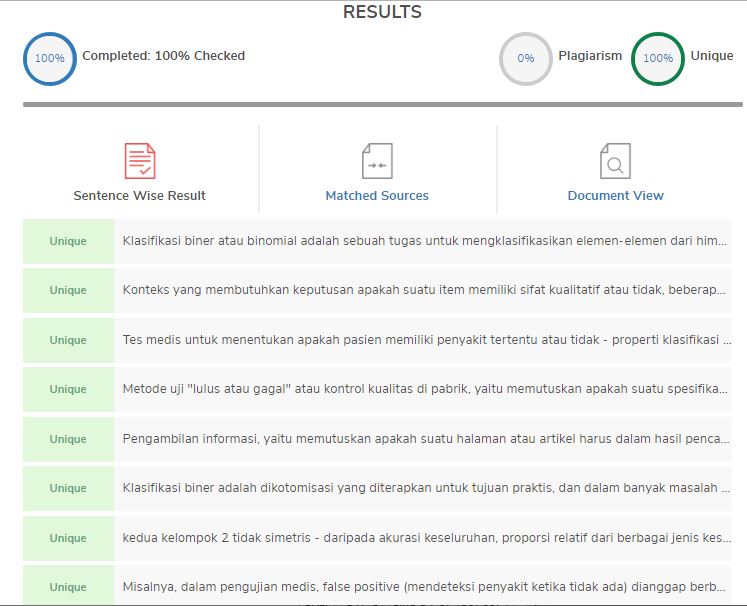 RESULTS
100% Completed: 100% Checked 0% Plagiarism 100% Unique
Sentence Wise Result Matched Sources Document View
Unique Klasifikasi biner atau binomial adalah sebuah tugas untuk mengklasifikasikan elemen-elemen dari him...
Unique Konteks yang membutuhkan keputusan apakah suatu item memiliki sifat kualitatif atau tidak, beberap...
Unique Tes medis untuk menentukan apakah pasien memiliki penyakit tertentu atau tidak - properti klasifikasi ...
Unique Metode uji "lulus atau gagal" atau kontrol kualitas di pabrik, yaitu memutuskan apakah suatu spesifika...
Unique Pengambilan informasi, yaitu memutuskan apakah suatu halaman atau artikel harus dalam hasil penca...
Unique Klasifikasi biner adalah dikotomisasi yang diterapkan untuk tujuan praktis, dan dalam banyak masalah ...
Unique kedua kelompok 2 tidak simetris - daripada akurasi keseluruhan, proporsi relatif dari berbagai jenis kes...
Unique Misalnya, dalam pengujian medis, false positive (mendeteksi penyakit ketika tidak ada) dianggap berb...